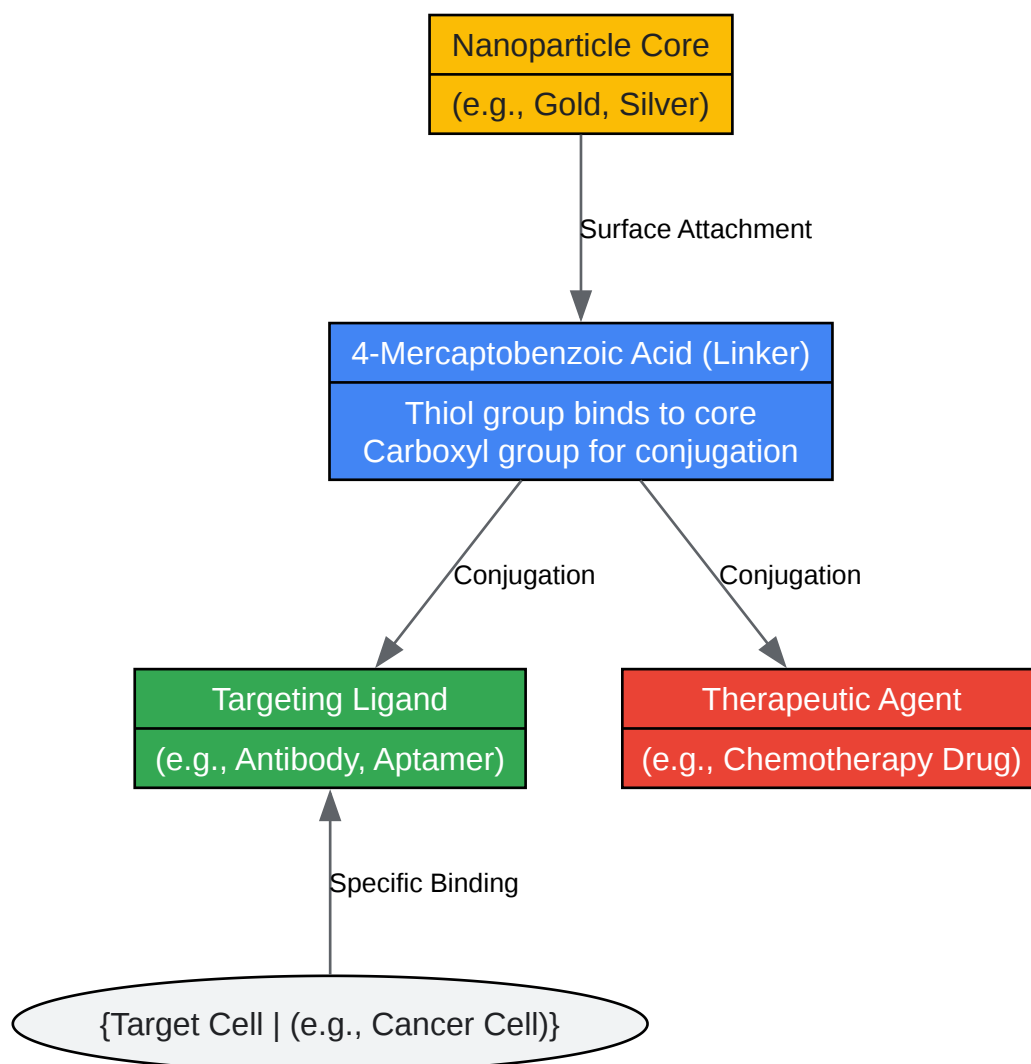 Nanoparticle Core
(e.g., Gold, Silver)
Surface Attachment
4-Mercaptobenzoic Acid (Linker)
Thiol group binds to core
Carboxyl group for conjugation
Conjugation
Conjugation
Targeting Ligand
(e.g., Antibody, Aptamer)
Therapeutic Agent
(e.g., Chemotherapy Drug)
Specific Binding
{Target Cell | (e.g., Cancer Cell)}